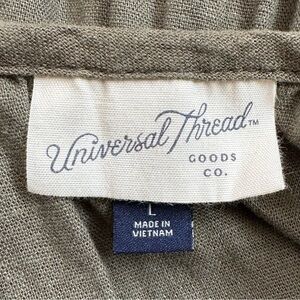 Universal Thread™
GOODS
CO.
L
MADE IN
VIETNAM